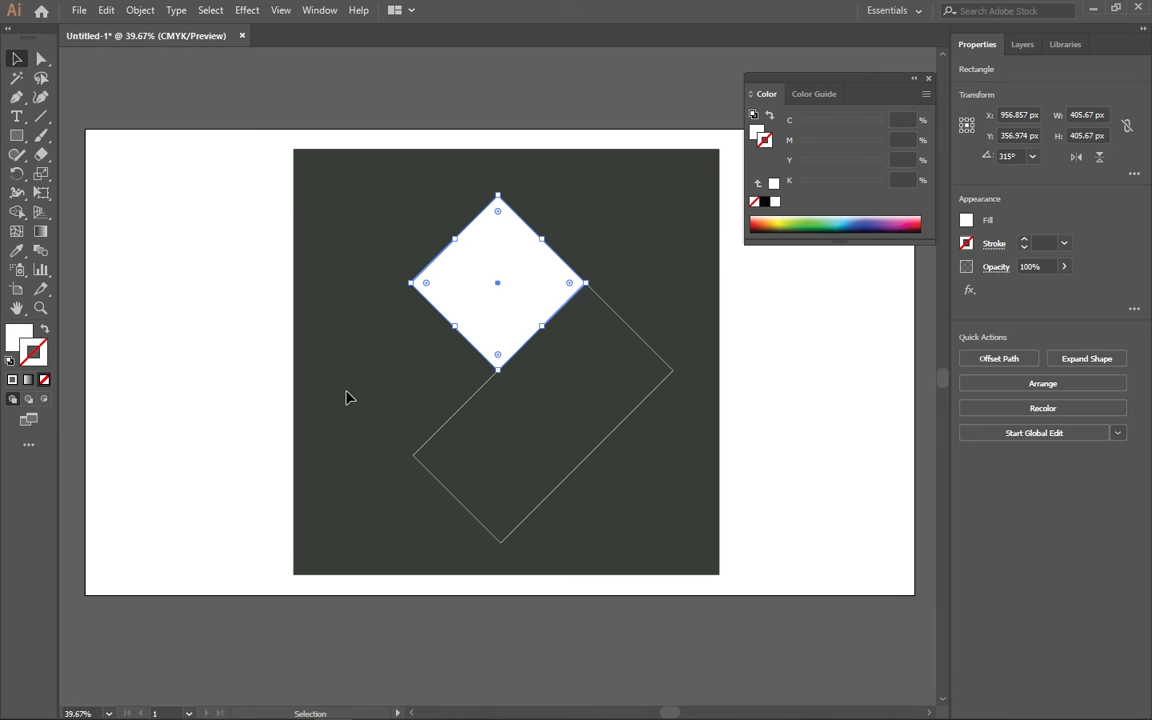 Ai File Edit Object Type Select Effect View Window Help Essentials Search Adobe Stock
Untitled-1* @ 39.67% (CMYK/Preview)
Properties Layers Libraries
Rectangle
Transform
X: 956.857 px W: 405.67 px
Y: 356.974 px H: 405.67 px
315°
Appearance
Fill
Stroke
Opacity 100%
fx.
Quick Actions
Offset Path Expand Shape
Arrange
Recolor
Start Global Edit
Color Color Guide
C %
M %
Y %
K %
T
39.67% 1 Selection